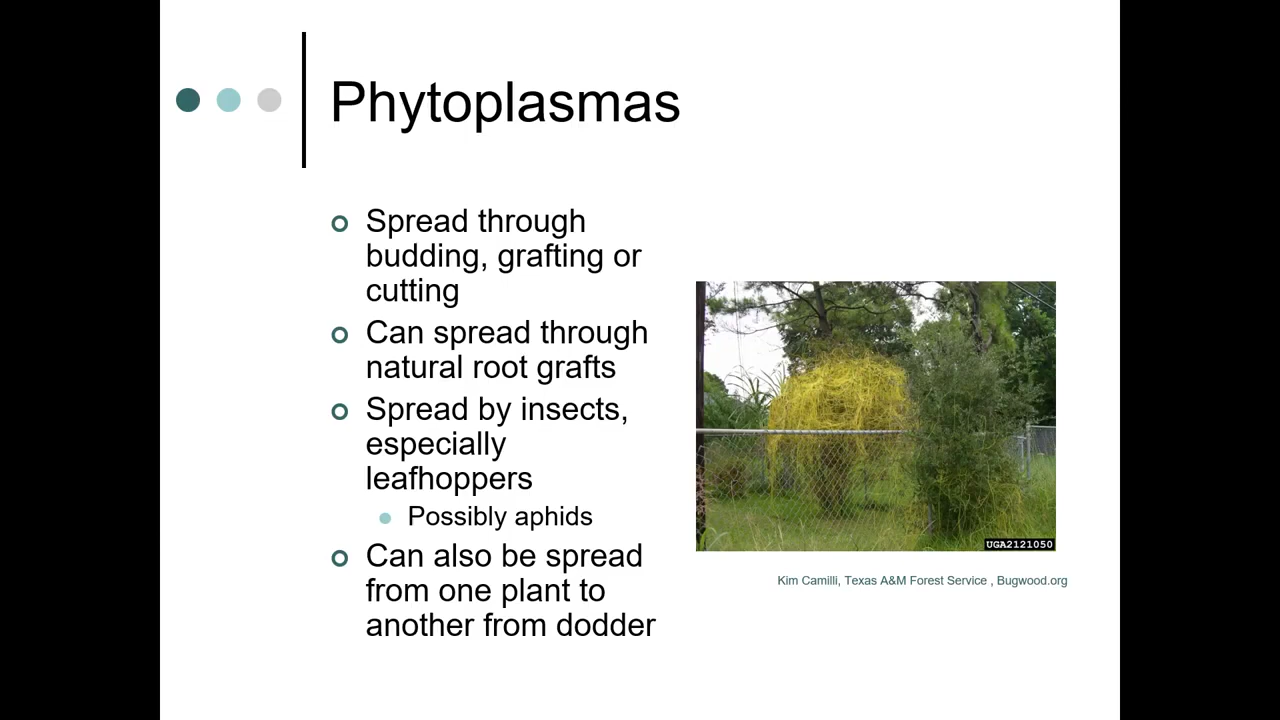 Phytoplasmas
Spread through
budding, grafting or
cutting
Can spread through
natural root grafts
Spread by insects,
especially
leafhoppers
Possibly aphids
Can also be spread
from one plant to
another from dodder
UGA2121050
Kim Camilli, Texas A&M Forest Service , Bugwood.org